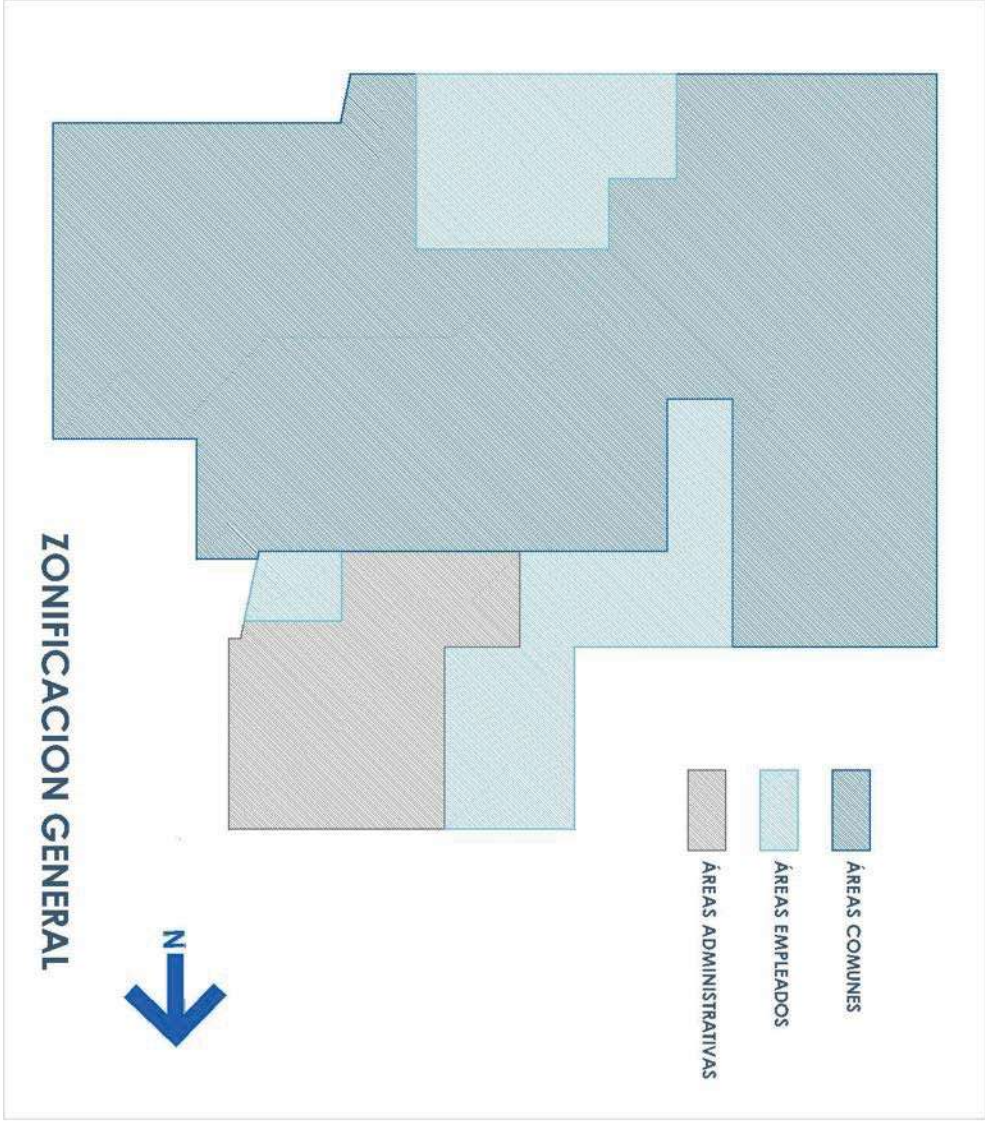 ÁREAS COMUNES
ÁREAS EMPLEADOS
ÁREAS ADMINISTRATIVAS
N
ZONIFICACION GENERAL